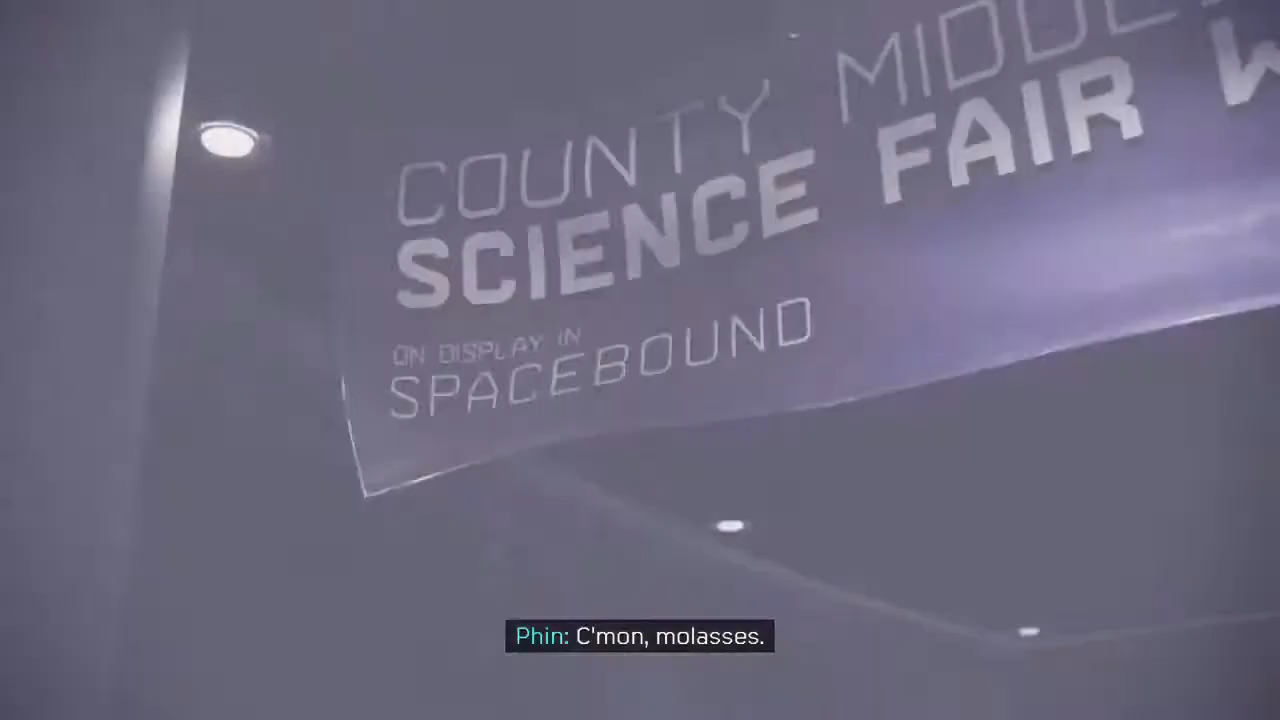 COUNTY
SCIENCE FAIR
ON DISPLAY IN
SPACEBOUND
Phin: C'mon, molasses.